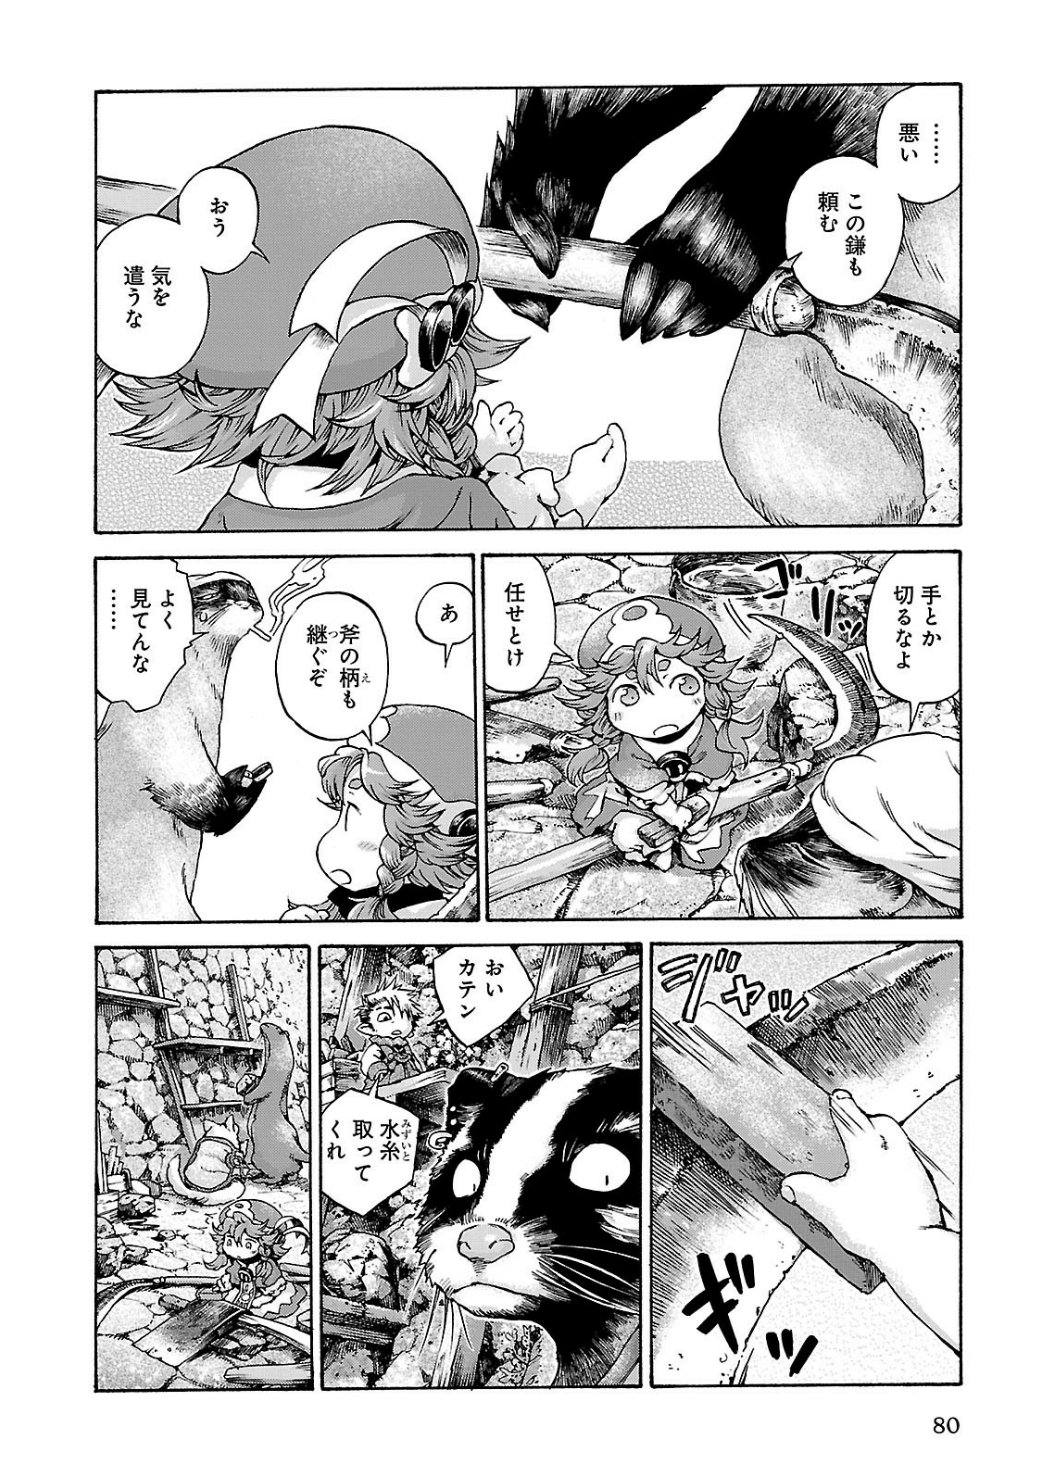 ……
悪い
この鎌も
頼む
おう
気を
遣うな
手とか
切るなよ
ゴッ
任せとけ
あ
斧の柄も
継ぐぞ
よく
見てんな
……
ジャッ
ギッ
おい
カテン
水糸
取って
くれ
80